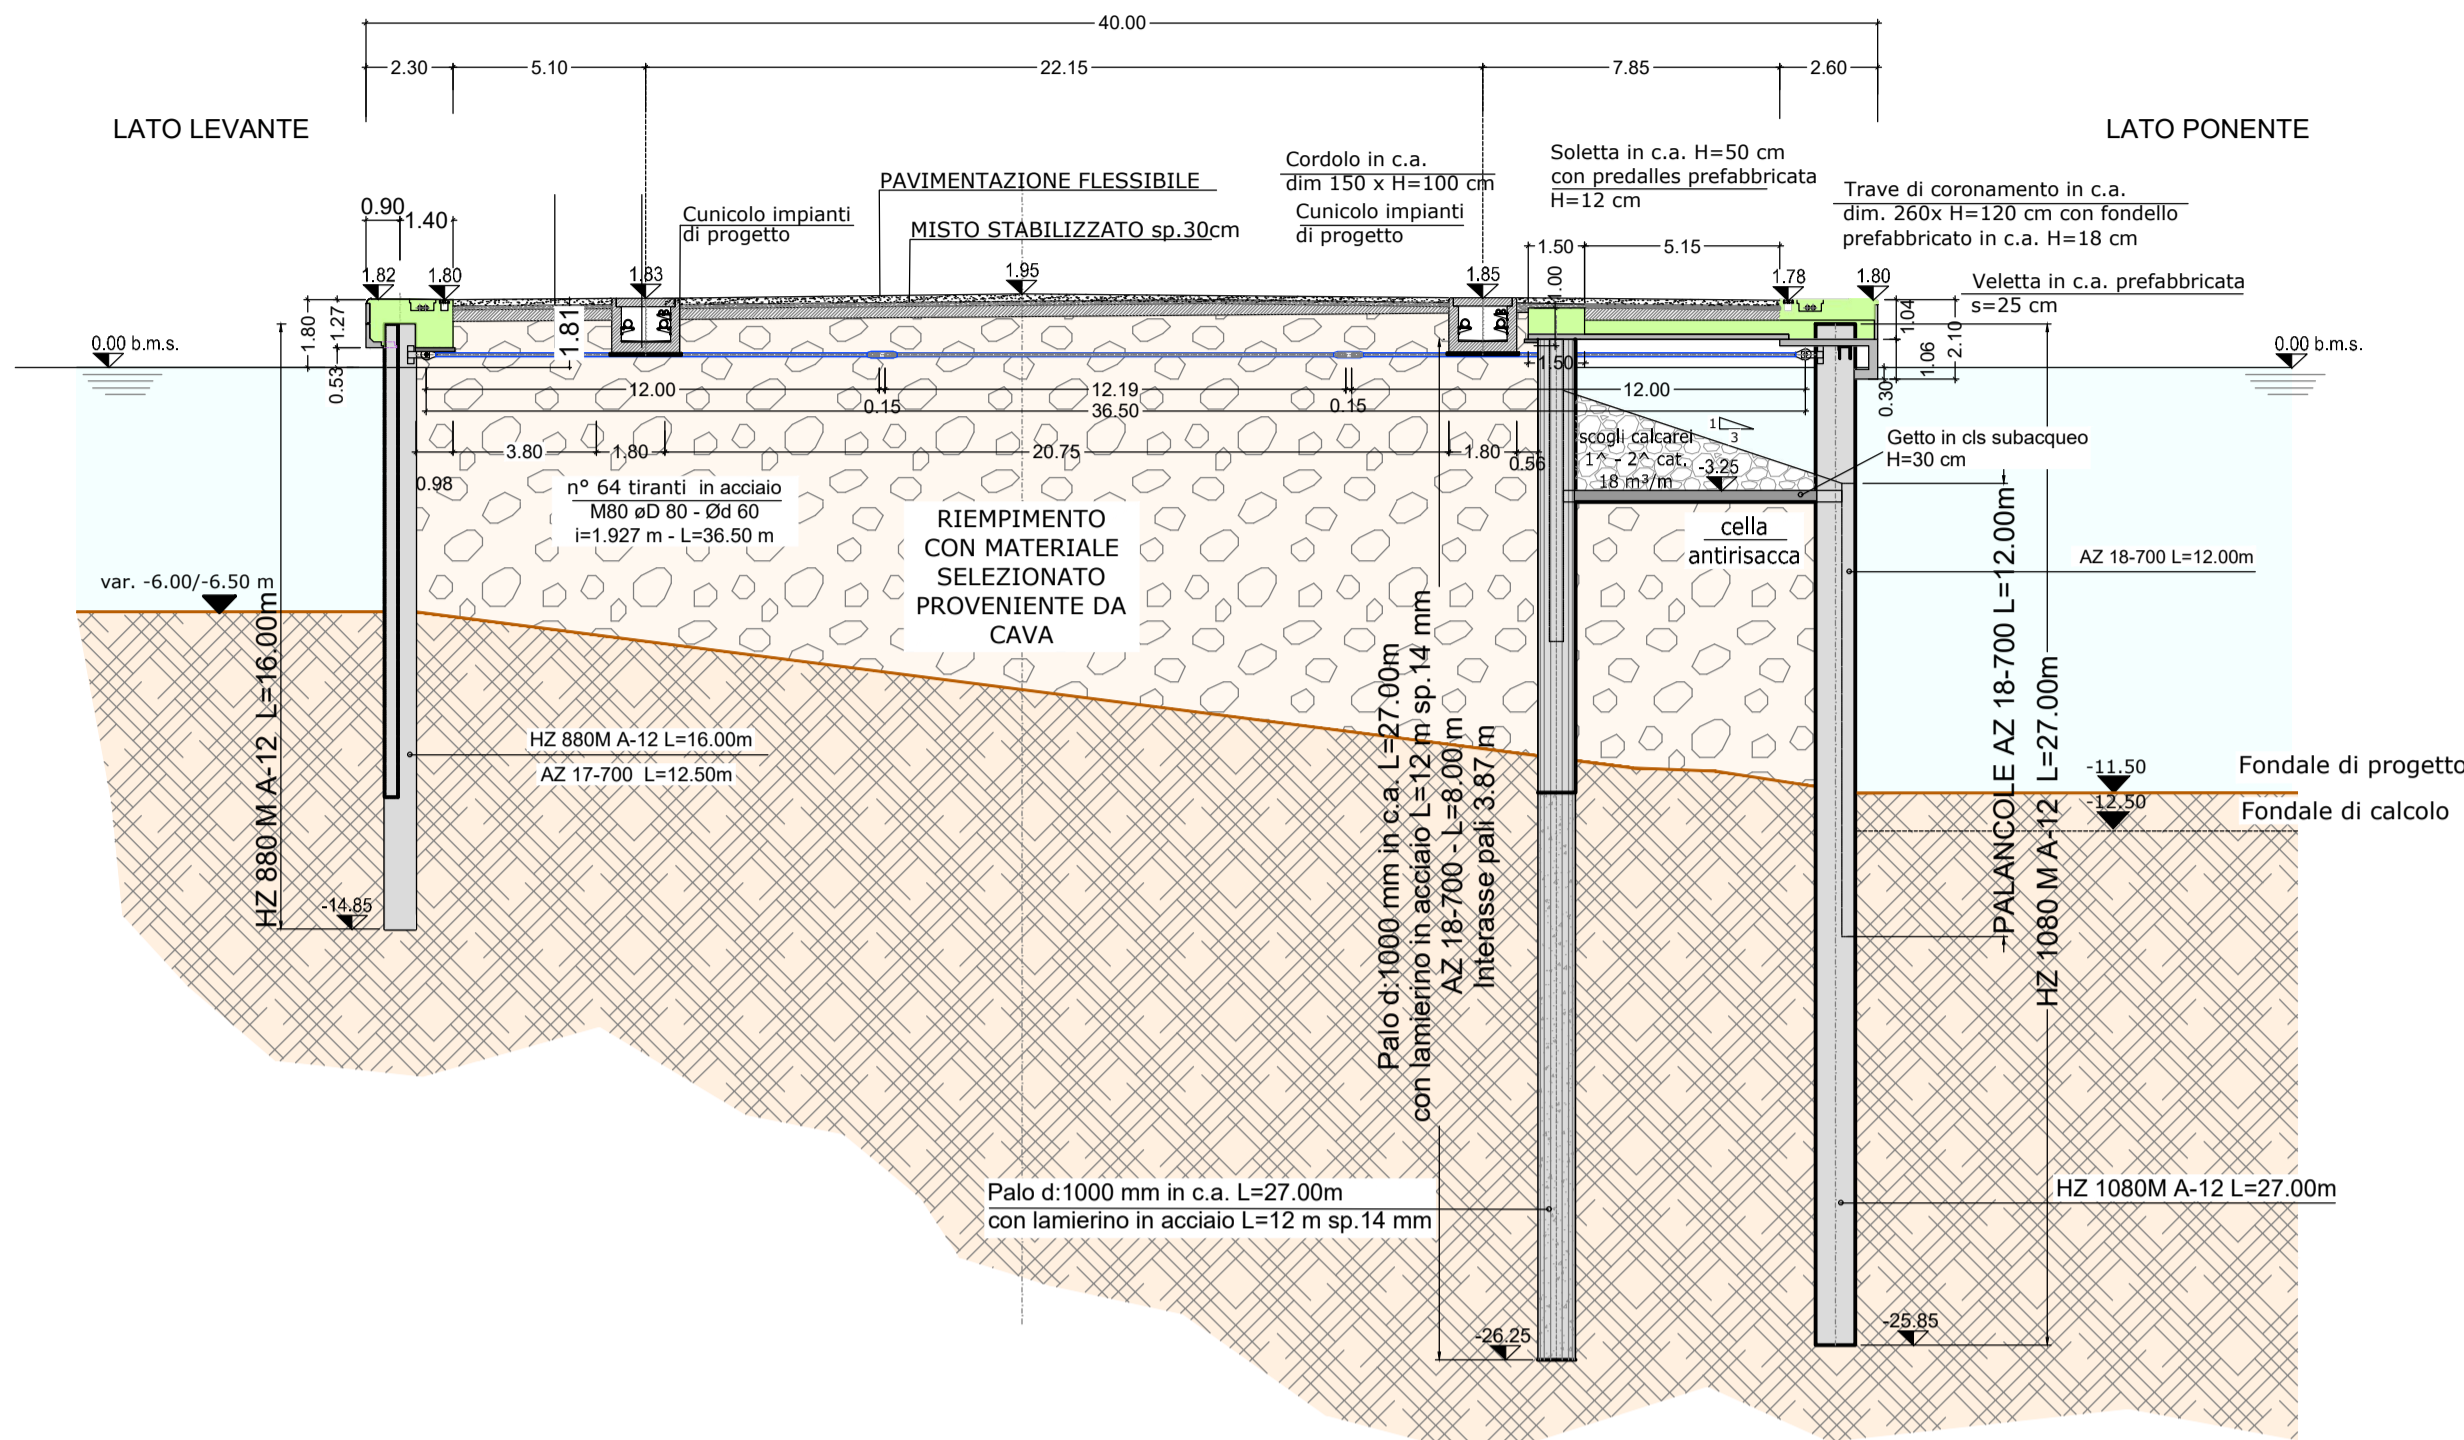 40.00
2.30
5.10
22.15
7.85
2.60
LATO LEVANTE
LATO PONENTE
Cordolo in c.a.
dim 150 x H=100 cm
Cunicolo impianti
di progetto
Soletta in c.a. H=50 cm
con predalles prefabbricata
H=12 cm
Trave di coronamento in c.a.
dim. 260x H=120 cm con fondello
prefabbricato in c.a. H=18 cm
PAVIMENTAZIONE FLESSIBILE
MISTO STABILIZZATO sp.30cm
Cunicolo impianti
di progetto
0.90
1.40
1.50
5.15
Veletta in c.a. prefabbricata
s=25 cm
1.82
1.80
1.83
1.95
1.85
1.78
1.80
1.00
1.80
1.27
1.81
1.04
2.10
1.06
0.00 b.m.s.
0.00 b.m.s.
0.53
1.50
0.30
12.00
12.19
12.00
0.15
0.15
36.50
3.80
1.80
20.75
1.80
0.56
0.98
1
3
scogli calcarei
1^ - 2^ cat.
18 m³/m
-3.25
Getto in cls subacqueo
H=30 cm
n° 64 tiranti in acciaio
M80 øD 80 - Ød 60
i=1.927 m - L=36.50 m
RIEMPIMENTO
CON MATERIALE
SELEZIONATO
PROVENIENTE DA
CAVA
cella
antirisacca
AZ 18-700 L=12.00m
var. -6.00/-6.50 m
HZ 880 M A-12 L=16.00m
HZ 880M A-12 L=16.00m
AZ 17-700 L=12.50m
Palo d:1000 mm in c.a. L=27.00m
con lamierino in acciaio L=12 m sp.14 mm
AZ 18-700 - L=8.00 m
Interasse pali 3.87 m
PALANCOLE AZ 18-700 L=12.00m
HZ 1080 M A-12 L=27.00m
-11.50
Fondale di progetto
-12.50
Fondale di calcolo
-14.85
Palo d:1000 mm in c.a. L=27.00m
con lamierino in acciaio L=12 m sp.14 mm
HZ 1080M A-12 L=27.00m
-26.25
-25.85